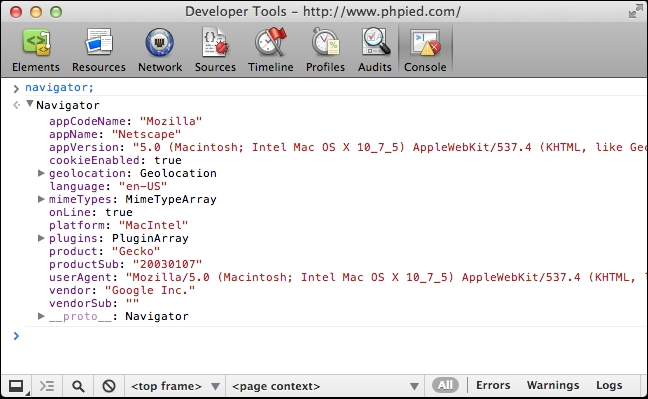 Developer Tools - http://www.phpied.com/
Elements Resources Network Sources Timeline Profiles Audits Console
navigator;
Navigator
appCodeName: "Mozilla"
appName: "Netscape"
appVersion: "5.0 (Macintosh; Intel Mac OS X 10_7_5) AppleWebKit/537.4 (KHTML, like Gec
cookieEnabled: true
geolocation: Geolocation
language: "en-US"
mimeTypes: MimeTypeArray
onLine: true
platform: "MacIntel"
plugins: PluginArray
product: "Gecko"
productSub: "20030107"
userAgent: "Mozilla/5.0 (Macintosh; Intel Mac OS X 10_7_5) AppleWebKit/537.4 (KHTML, l
vendor: "Google Inc."
vendorSub: ""
__proto__: Navigator
<top frame> <page context> All Errors Warnings Logs